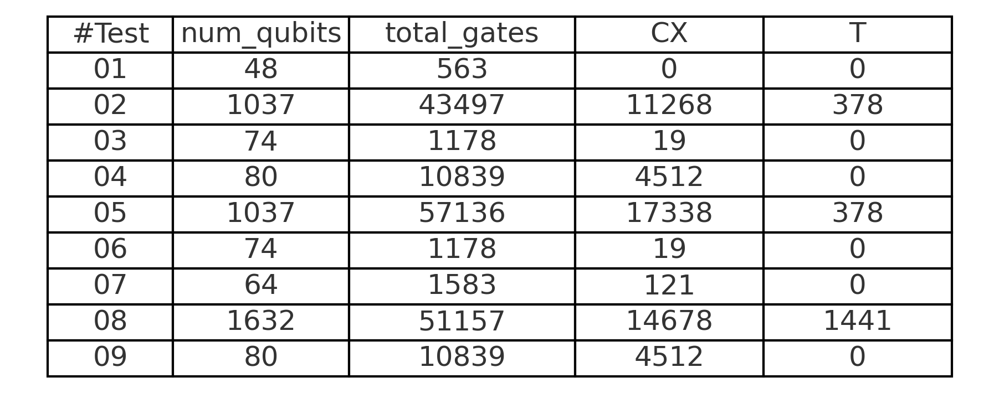 #Test num_qubits total_gates CX T
01 48 563 0 0
02 1037 43497 11268 378
03 74 1178 19 0
04 80 10839 4512 0
05 1037 57136 17338 378
06 74 1178 19 0
07 64 1583 121 0
08 1632 51157 14678 1441
09 80 10839 4512 0